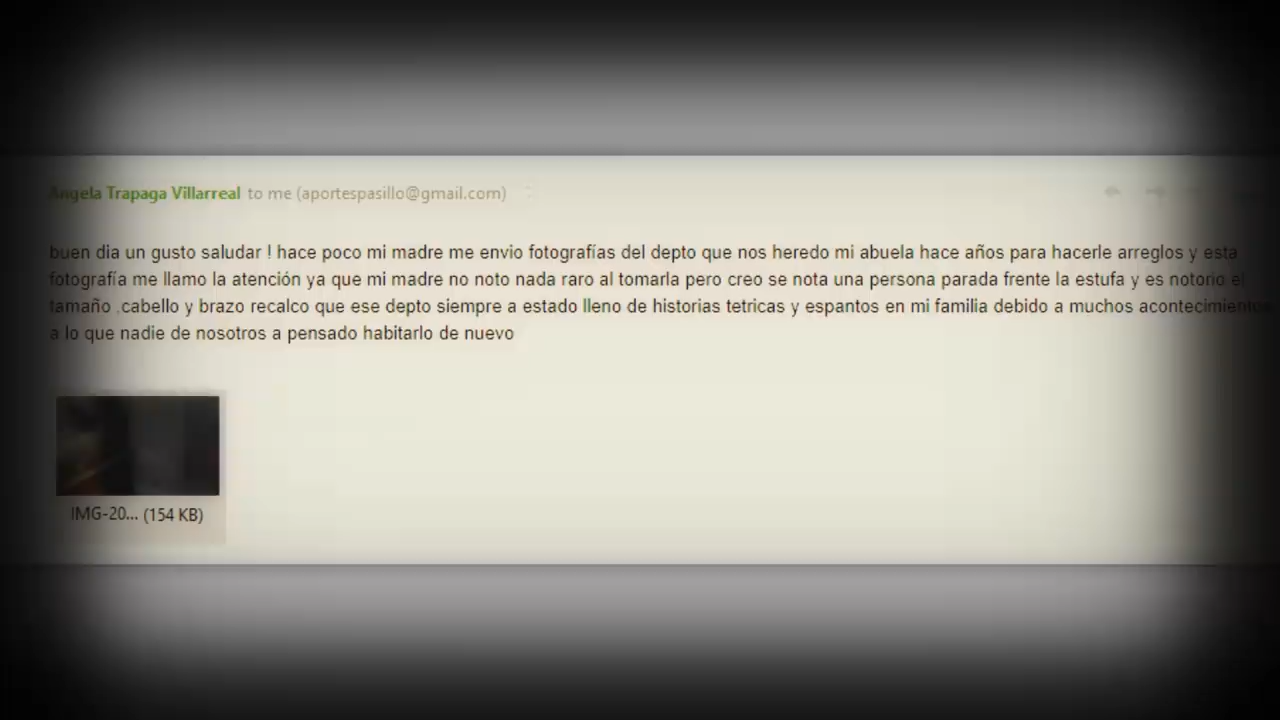 Angela Trapaga Villarreal to me (aportespasillo@gmail.com)
buen dia un gusto saludar ! hace poco mi madre me envio fotografías del depto que nos heredo mi abuela hace años para hacerle arreglos y esta
fotografía me llamo la atención ya que mi madre no noto nada raro al tomarla pero creo se nota una persona parada frente la estufa y es notorio el
tamaño ,cabello y brazo recalco que ese depto siempre a estado lleno de historias tetricas y espantos en mi familia debido a muchos acontecimientos
a lo que nadie de nosotros a pensado habitarlo de nuevo
IMG-20... (154 KB)